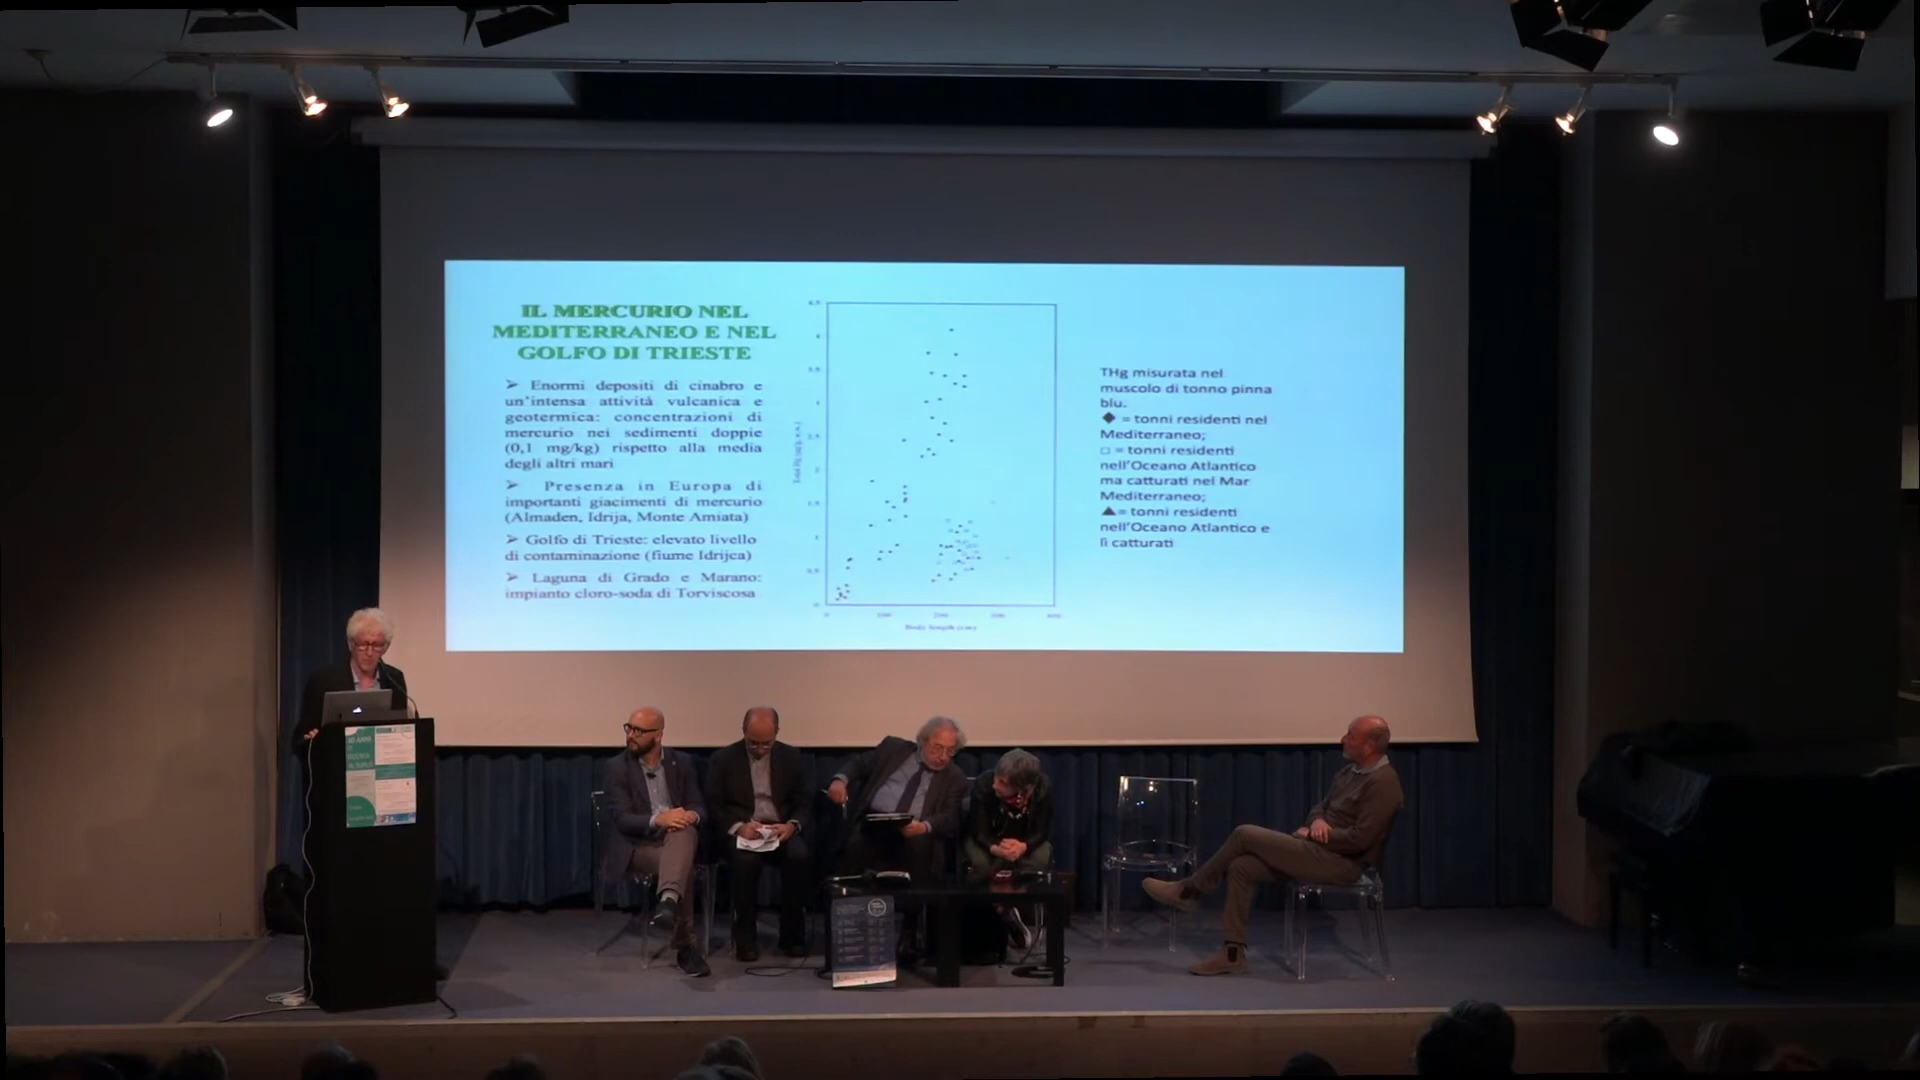 IL MERCURIO NEL
MEDITERRANEO E NEL
GOLFO DI TRIESTE
➢ Enormi depositi di cinabro e
un'intensa attività vulcanica e
geotermica: concentrazioni di
mercurio nei sedimenti doppie
(0,1 mg/kg) rispetto alla media
degli altri mari
➢ Presenza in Europa di
importanti giacimenti di mercurio
(Almaden, Idrija, Monte Amiata)
➢ Golfo di Trieste: elevato livello
di contaminazione (fiume Idrijca)
➢ Laguna di Grado e Marano:
impianto cloro-soda di Torviscosa
Body length (cm)
THg misurata nel
muscolo di tonno pinna
blu.
◆ = tonni residenti nel
Mediterraneo;
□ = tonni residenti
nell'Oceano Atlantico
ma catturati nel Mar
Mediterraneo;
▲= tonni residenti
nell'Oceano Atlantico e
lì catturati